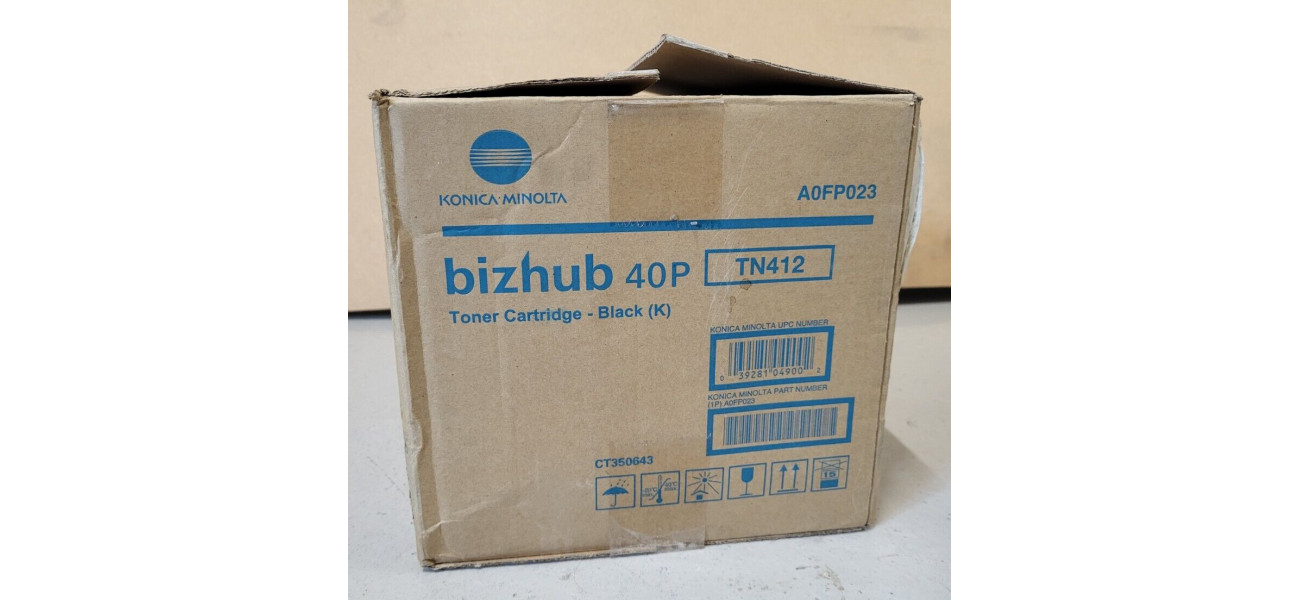 KONICA MINOLTA
A0FP023
bizhub 40P
TN412
Toner Cartridge - Black (K)
KONICA MINOLTA UPC NUMBER
0 39281 04900 2
KONICA MINOLTA PART NUMBER
(1P) A0FP023
CT350643
15